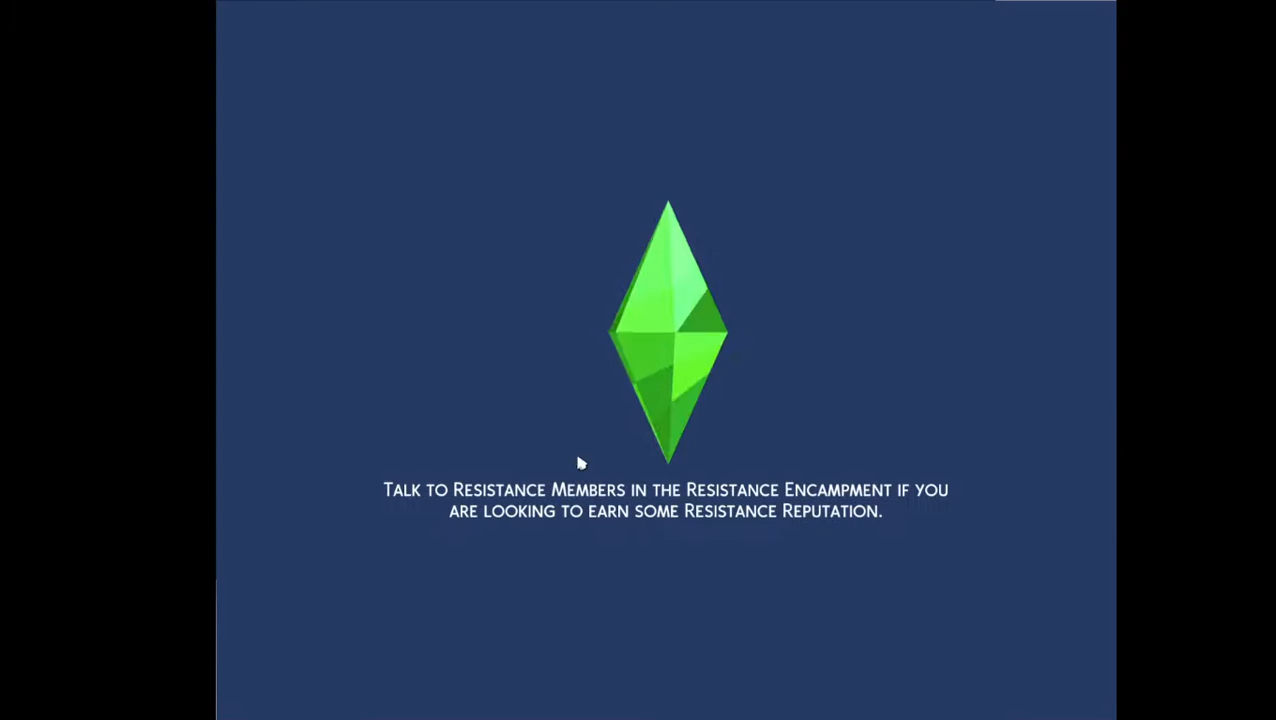 Talk to Resistance Members in the Resistance Encampment if you
are looking to earn some Resistance Reputation.